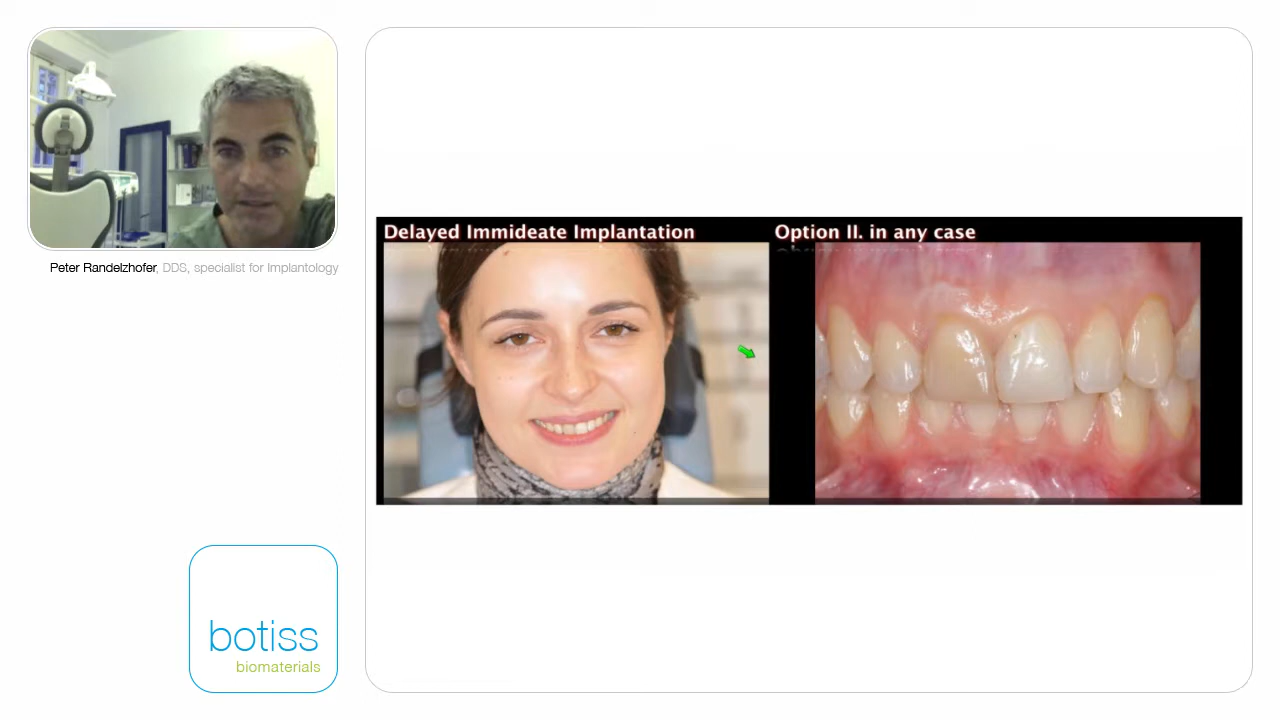 Peter Randelzhofer, DDS, specialist for Implantology
botiss
biomaterials
Delayed Immideate Implantation
Option II. in any case